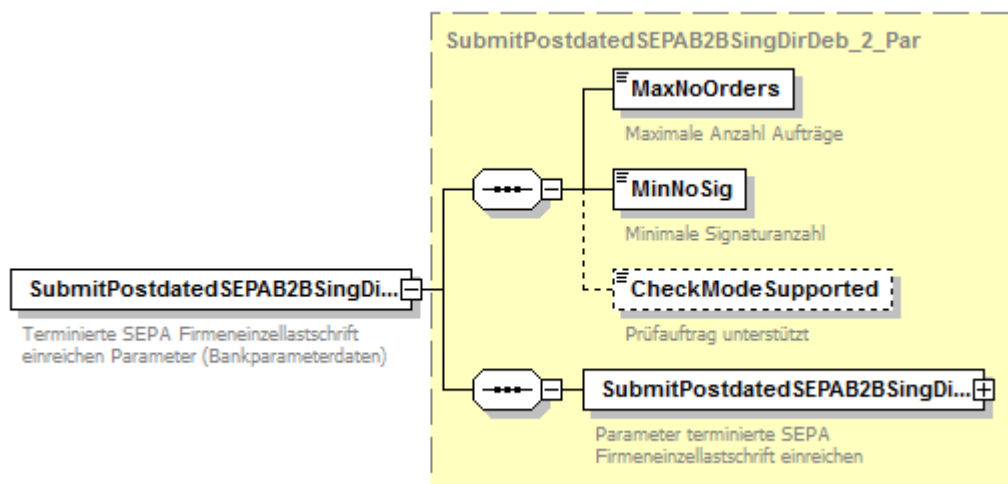 SubmitPostdatedSEPAB2BSingDirDeb_2_Par
MaxNoOrders
Maximale Anzahl Aufträge
MinNoSig
Minimale Signaturanzahl
SubmitPostdatedSEPAB2BSingDi...
Terminierte SEPA Firmeneinzellastschrift
einreichen Parameter (Bankparameterdaten)
CheckModeSupported
Prüfauftrag unterstützt
SubmitPostdatedSEPAB2BSingDi...
Parameter terminierte SEPA
Firmeneinzellastschrift einreichen